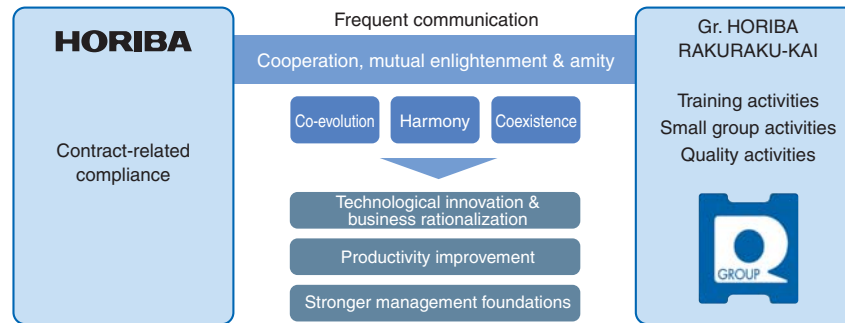 HORIBA
Contract-related
compliance
Frequent communication
Cooperation, mutual enlightenment & amity
Co-evolution
Harmony
Coexistence
Technological innovation &
business rationalization
Productivity improvement
Stronger management foundations
Gr. HORIBA
RAKURAKU-KAI
Training activities
Small group activities
Quality activities
GROUP